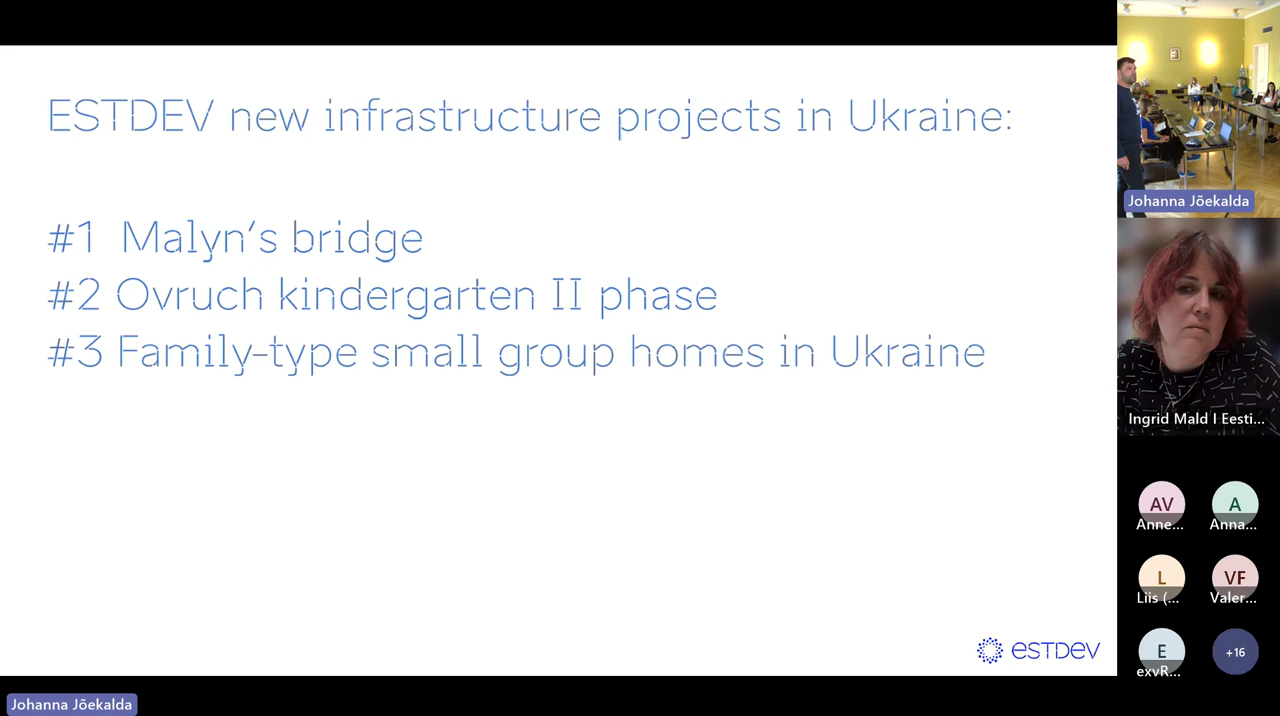 ESTDEV new infrastructure projects in Ukraine:
#1 Malyn's bridge
#2 Ovruch kindergarten II phase
#3 Family-type small group homes in Ukraine
ESTDEV
Johanna Jõekalda
Johanna Jõekalda
Ingrid Mald I Eesti...
AV
Anne...
A
Anna...
L
Liis (...
VF
Valer...
E
exvR...
+16